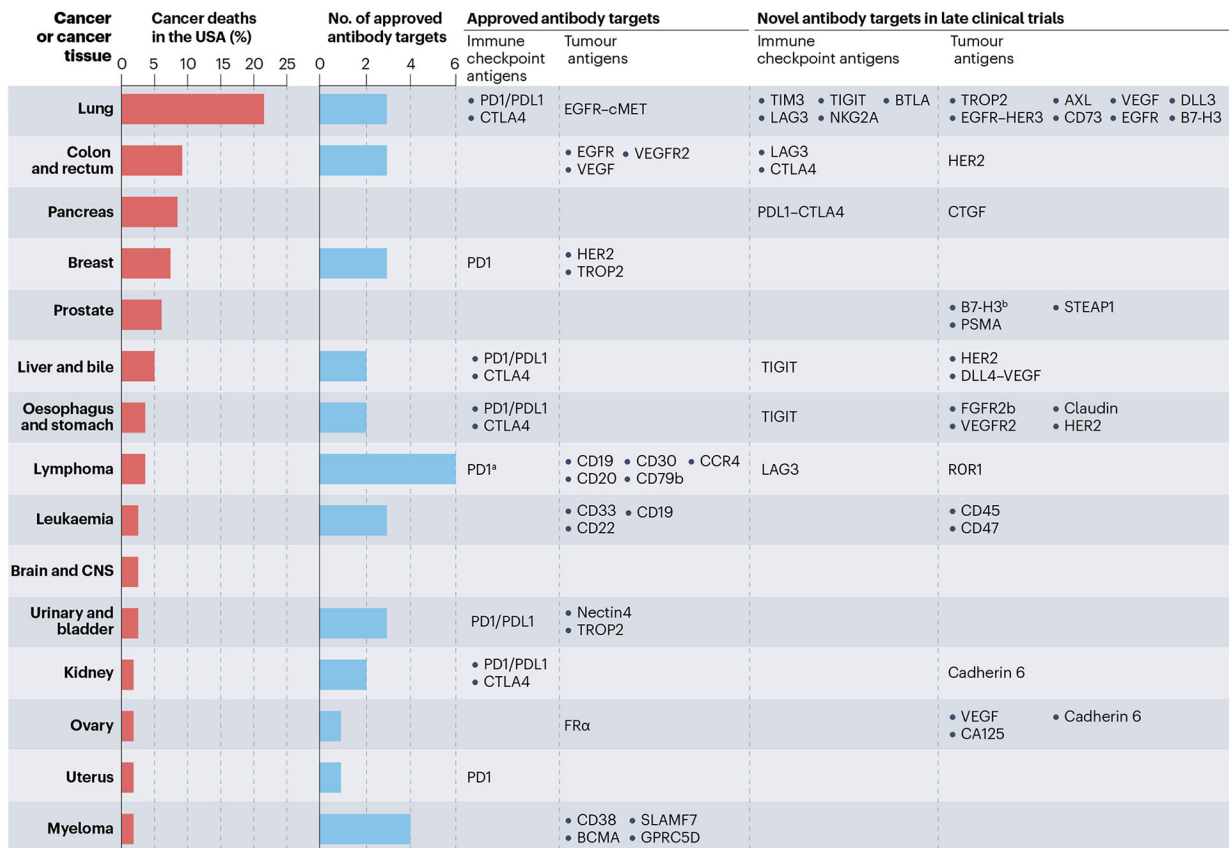 Cancer
or cancer
tissue
Cancer deaths
in the USA (%)
No. of approved
antibody targets
Approved antibody targets
Novel antibody targets in late clinical trials
Immune
checkpoint
antigens
Tumour
antigens
Immune
checkpoint antigens
Tumour
antigens
0 5 10 15 20 25
0 2 4 6
Lung
• PD1/PDL1
• CTLA4
EGFR–cMET
• TIM3 • TIGIT • BTLA
• LAG3 • NKG2A
• TROP2 • AXL • VEGF • DLL3
• EGFR–HER3 • CD73 • EGFR • B7-H3
Colon
and rectum
• EGFR • VEGFR2
• VEGF
• LAG3
• CTLA4
HER2
Pancreas
PDL1–CTLA4
CTGF
Breast
PD1
• HER2
• TROP2
Prostate
• B7-H3ᵇ • STEAP1
• PSMA
Liver and bile
• PD1/PDL1
• CTLA4
TIGIT
• HER2
• DLL4–VEGF
Oesophagus
and stomach
• PD1/PDL1
• CTLA4
TIGIT
• FGFR2b • Claudin
• VEGFR2 • HER2
Lymphoma
PD1ᵃ
• CD19 • CD30 • CCR4
• CD20 • CD79b
LAG3
ROR1
Leukaemia
• CD33 • CD19
• CD22
• CD45
• CD47
Brain and CNS
Urinary and
bladder
PD1/PDL1
• Nectin4
• TROP2
Kidney
• PD1/PDL1
• CTLA4
Cadherin 6
Ovary
FRα
• VEGF • Cadherin 6
• CA125
Uterus
PD1
Myeloma
• CD38 • SLAMF7
• BCMA • GPRC5D